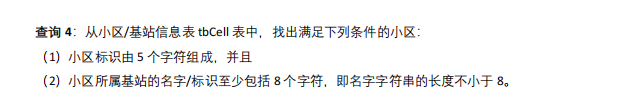 查询 4：从小区/基站信息表 tbCell 表中，找出满足下列条件的小区：
（1）小区标识由 5 个字符组成，并且
（2）小区所属基站的名字/标识至少包括 8 个字符，即名字字符串的长度不小于 8。